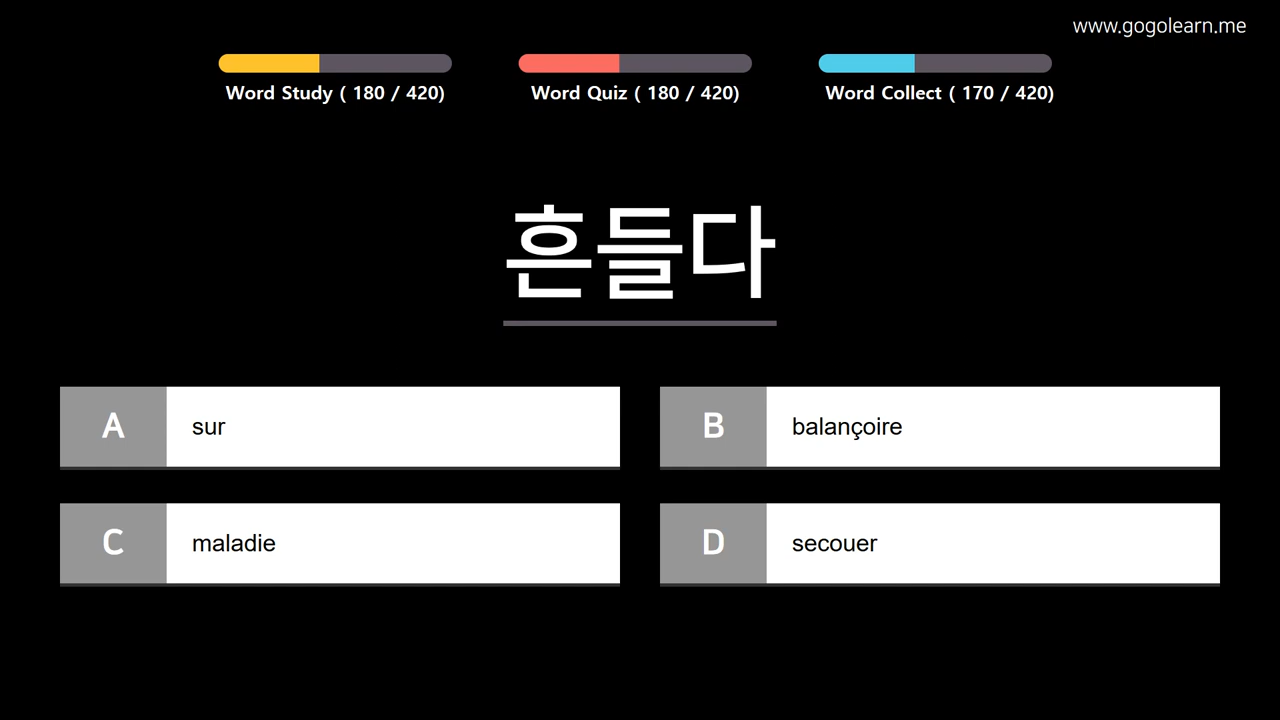 www.gogolearn.me
Word Study ( 180 / 420)
Word Quiz ( 180 / 420)
Word Collect ( 170 / 420)
흔들다
A sur
B balançoire
C maladie
D secouer